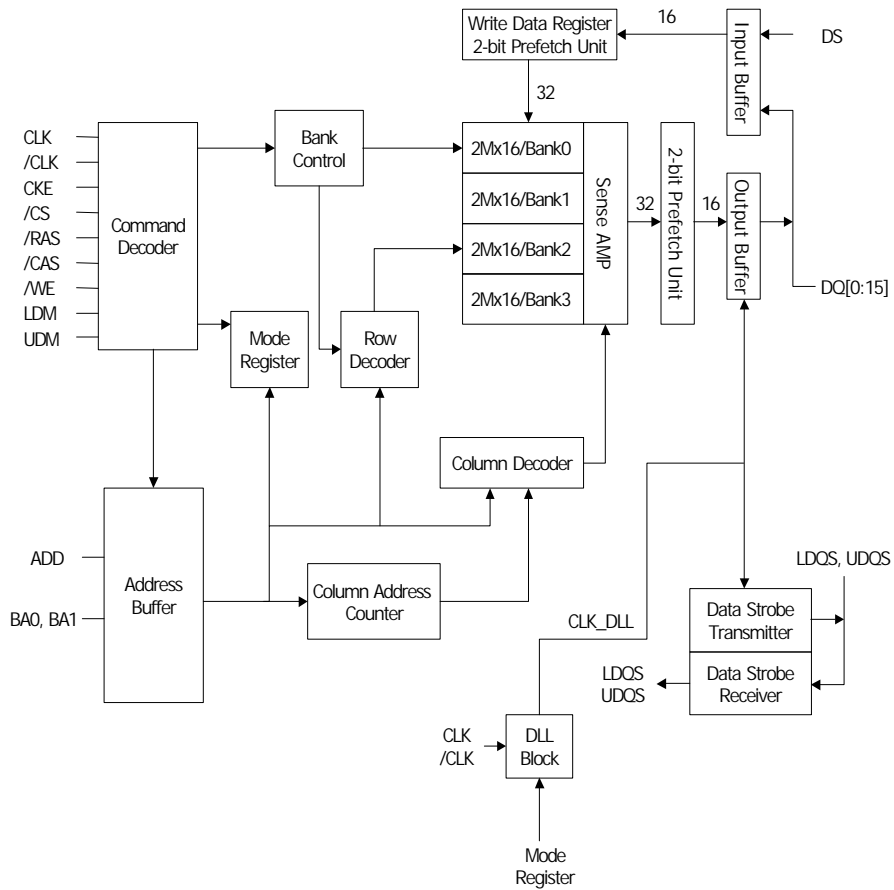 Write Data Register
2-bit Prefetch Unit
16
Input Buffer
DS
32
Bank
Control
2Mx16/Bank0
2Mx16/Bank1
2Mx16/Bank2
2Mx16/Bank3
Sense AMP
32
2-bit Prefetch Unit
16
Output Buffer
DQ[0:15]
CLK
/CLK
CKE
/CS
/RAS
/CAS
/WE
LDM
UDM
Command
Decoder
Mode
Register
Row
Decoder
Column Decoder
ADD
BA0, BA1
Address
Buffer
Column Address
Counter
CLK_DLL
LDQS, UDQS
Data Strobe
Transmitter
Data Strobe
Receiver
LDQS
UDQS
CLK
/CLK
DLL
Block
Mode
Register